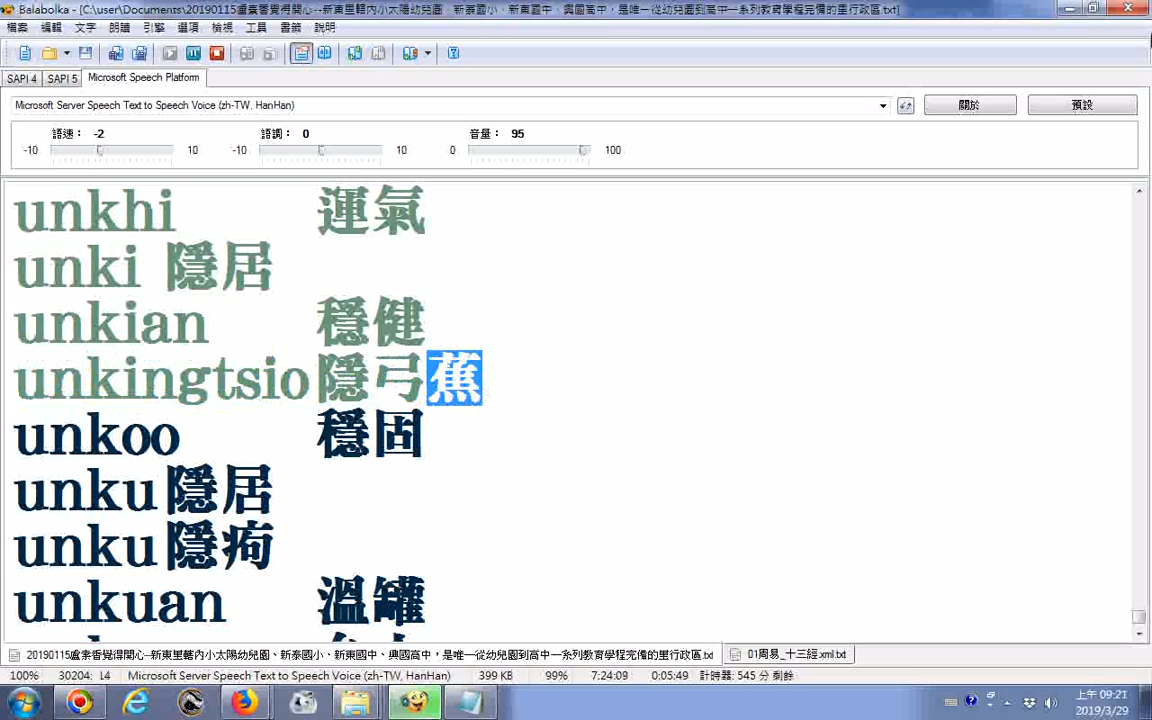 Balabolka - [C:\user\Documents\20190115盧素香覺得開心--新東里轄內小太陽幼兒園、新泰國小、新東國中、興國高中，是唯一從幼兒園到高中一系列教育學程完備的里行政區.txt]
檔案 編輯 文字 朗讀 引擎 選項 檢視 工具 書籤 說明
SAPI 4 SAPI 5 Microsoft Speech Platform
Microsoft Server Speech Text to Speech Voice (zh-TW, HanHan) 關於 預設
語速： -2 語調： 0 音量： 95
-10 10 -10 10 0 100
unkhi 運氣
unki 隱居
unkian 穩健
unkingtsio 隱弓蕉
unkoo 穩固
unku 隱居
unku 隱痀
unkuan 溫罐
20190115盧素香覺得開心--新東里轄內小太陽幼兒園、新泰國小、新東國中、興國高中，是唯一從幼兒園到高中一系列教育學程完備的里行政區.txt 01周易_十三經.xml.txt
100% 30204: 14 Microsoft Server Speech Text to Speech Voice (zh-TW, HanHan) 399 KB 99% 7:24:09 0:05:49 計時器: 545 分 剩餘
上午 09:21
2019/3/29